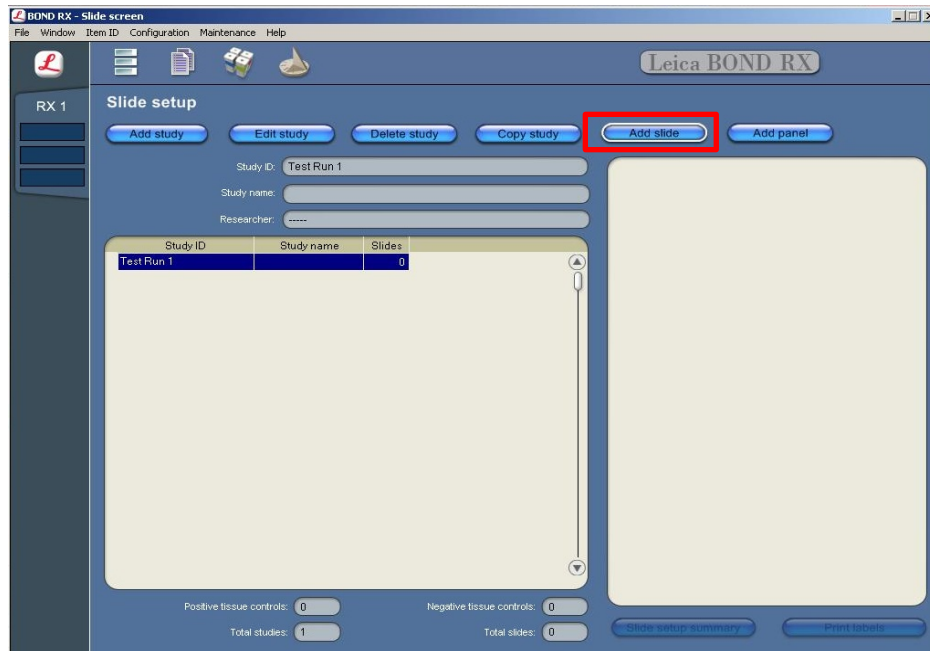 BOND RX - Slide screen
File Window Item ID Configuration Maintenance Help
Leica BOND RX
RX 1
Slide setup
Add study Edit study Delete study Copy study Add slide Add panel
Study ID: Test Run 1
Study name:
Researcher: -----
Study ID Study name Slides
Test Run 1 0
Positive tissue controls: 0 Negative tissue controls: 0
Total studies: 1 Total slides: 0
Slide setup summary Print labels